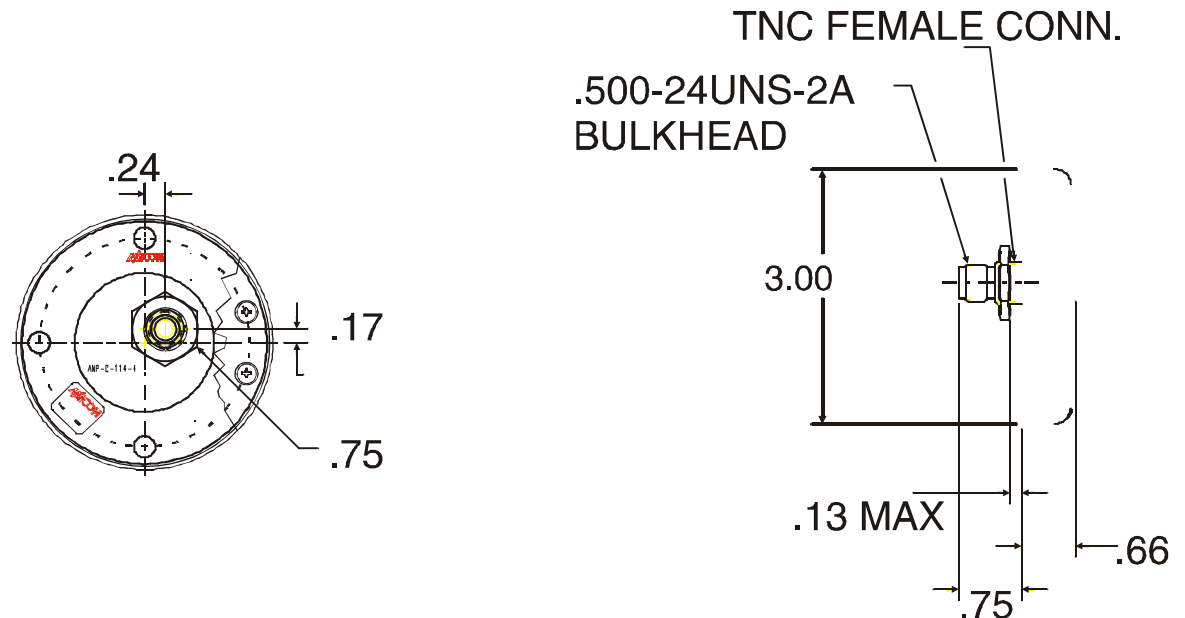 TNC FEMALE CONN.
.500-24UNS-2A
BULKHEAD
.24
3.00
.17
.75
.13 MAX
.66
.75